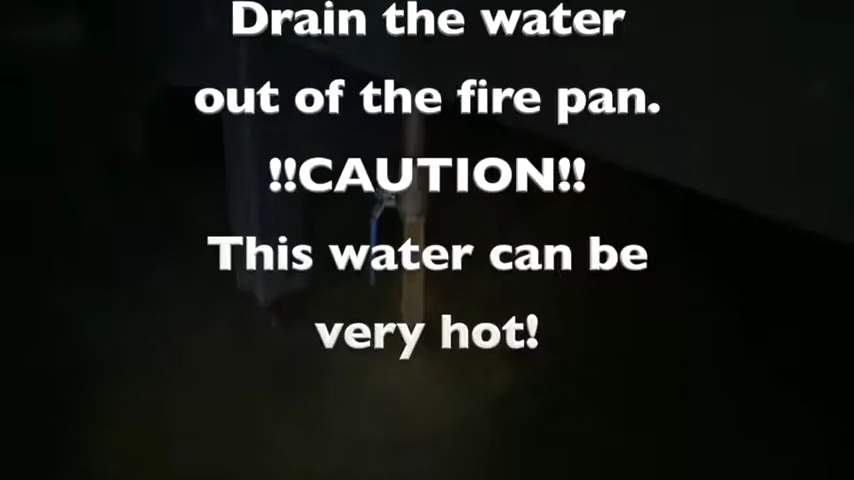 Drain the water
out of the fire pan.
!!CAUTION!!
This water can be
very hot!